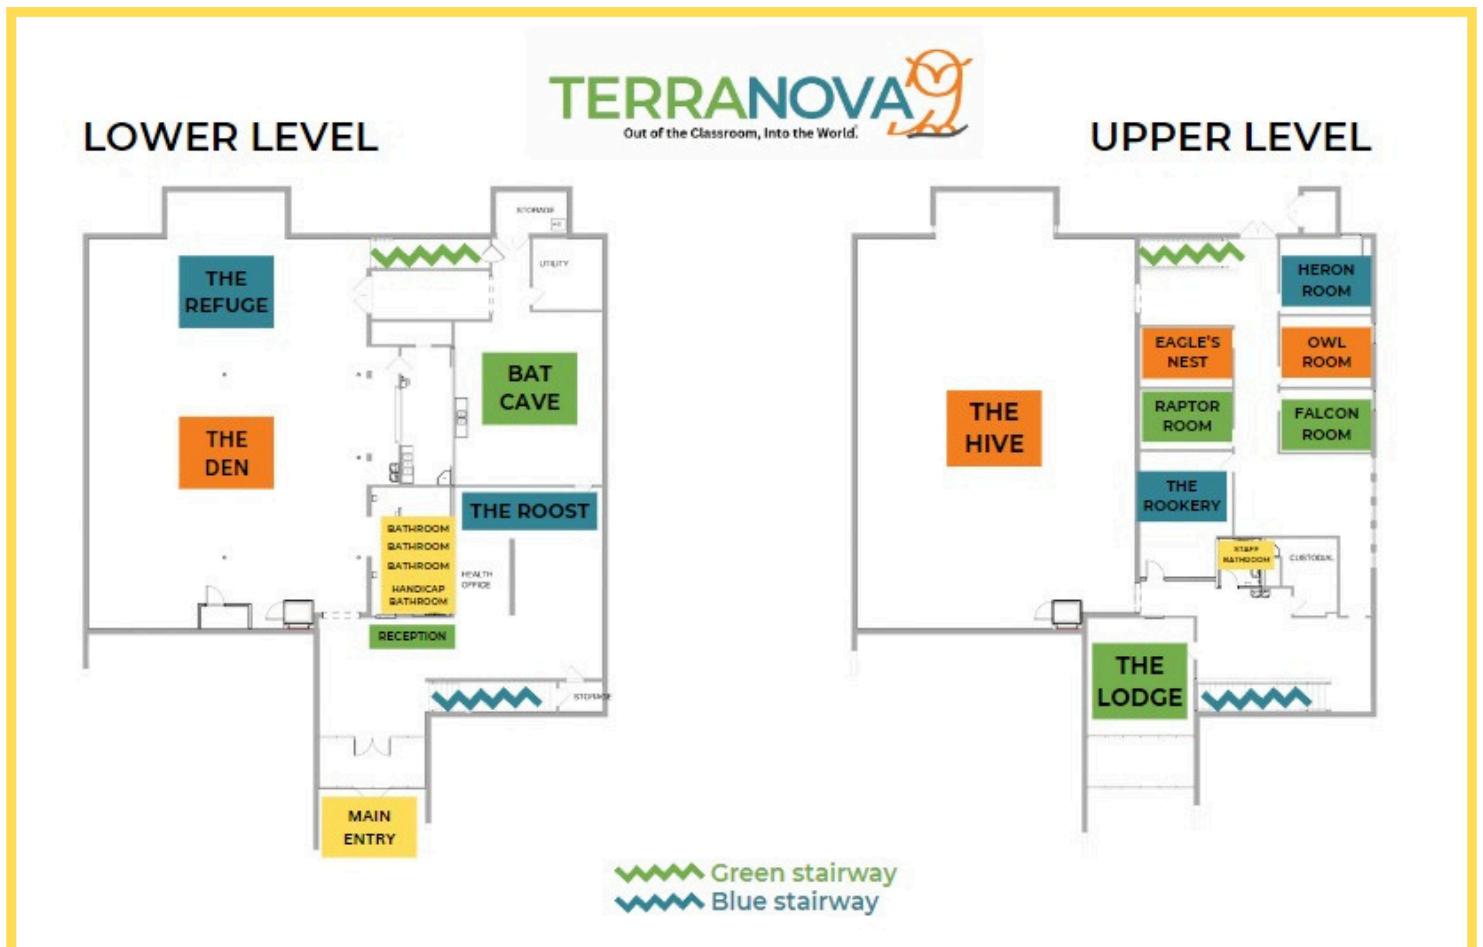 TERRANOVA
Out of the Classroom, Into the World.
LOWER LEVEL
STORAGE
UTILITY
THE
REFUGE
BAT
CAVE
THE
DEN
THE ROOST
BATHROOM
BATHROOM
BATHROOM
HANDICAP
BATHROOM
HEALTH
OFFICE
RECEPTION
STORAGE
MAIN
ENTRY
UPPER LEVEL
HERON
ROOM
EAGLE'S
NEST
OWL
ROOM
RAPTOR
ROOM
FALCON
ROOM
THE
HIVE
THE
ROOKERY
STAFF
BATHROOM
CUSTODIAL
THE
LODGE
Green stairway
Blue stairway